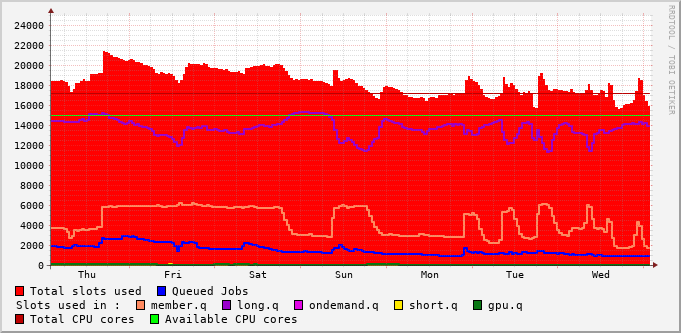 RRDTOOL / TOBI OETIKER
24000
22000
20000
18000
16000
14000
12000
10000
8000
6000
4000
2000
0
Thu Fri Sat Sun Mon Tue Wed
Total slots used Queued Jobs
Slots used in : member.q long.q ondemand.q short.q gpu.q
Total CPU cores Available CPU cores